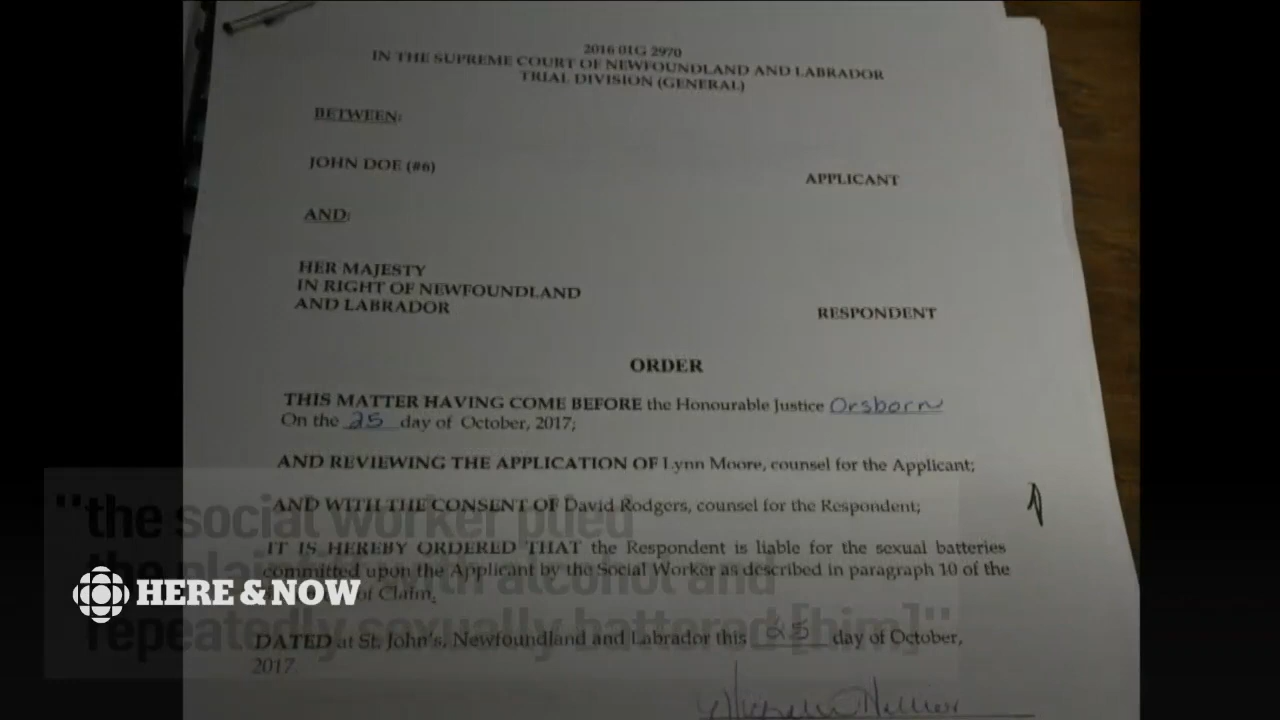 2016 01G 2970
IN THE SUPREME COURT OF NEWFOUNDLAND AND LABRADOR
TRIAL DIVISION (GENERAL)
BETWEEN:
JOHN DOE (#6)
APPLICANT
AND:
HER MAJESTY
IN RIGHT OF NEWFOUNDLAND
AND LABRADOR
RESPONDENT
ORDER
THIS MATTER HAVING COME BEFORE the Honourable Justice Orsborn
On the 25 day of October, 2017;
AND REVIEWING THE APPLICATION OF Lynn Moore, counsel for the Applicant;
AND WITH THE CONSENT OF David Rodgers, counsel for the Respondent;
IT IS HEREBY ORDERED THAT the Respondent is liable for the sexual batteries
committed upon the Applicant by the Social Worker as described in paragraph 10 of the
of Claim.
DATED at St. John's, Newfoundland and Labrador this 25 day of October,
2017.
"the social worker plied
the with alcohol and
repeatedly sexually battered [him]"
HERE & NOW